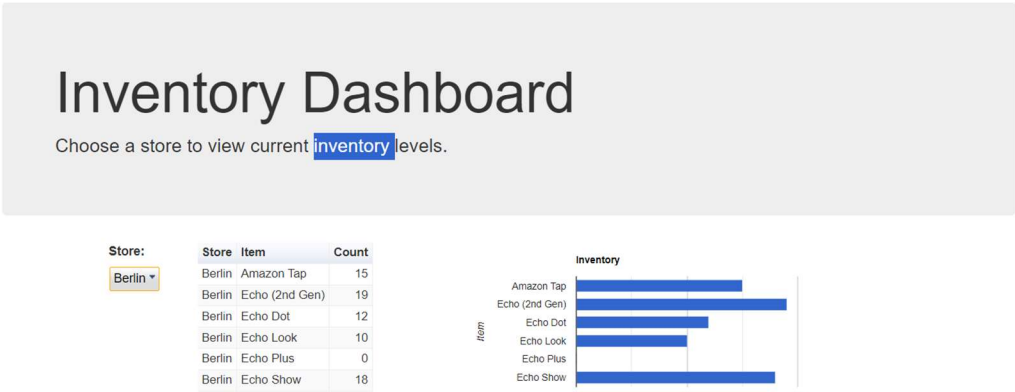 Inventory Dashboard
Choose a store to view current inventory levels.
Store:
Berlin
Store Item Count
Berlin Amazon Tap 15
Berlin Echo (2nd Gen) 19
Berlin Echo Dot 12
Berlin Echo Look 10
Berlin Echo Plus 0
Berlin Echo Show 18
Inventory
Item
Amazon Tap
Echo (2nd Gen)
Echo Dot
Echo Look
Echo Plus
Echo Show